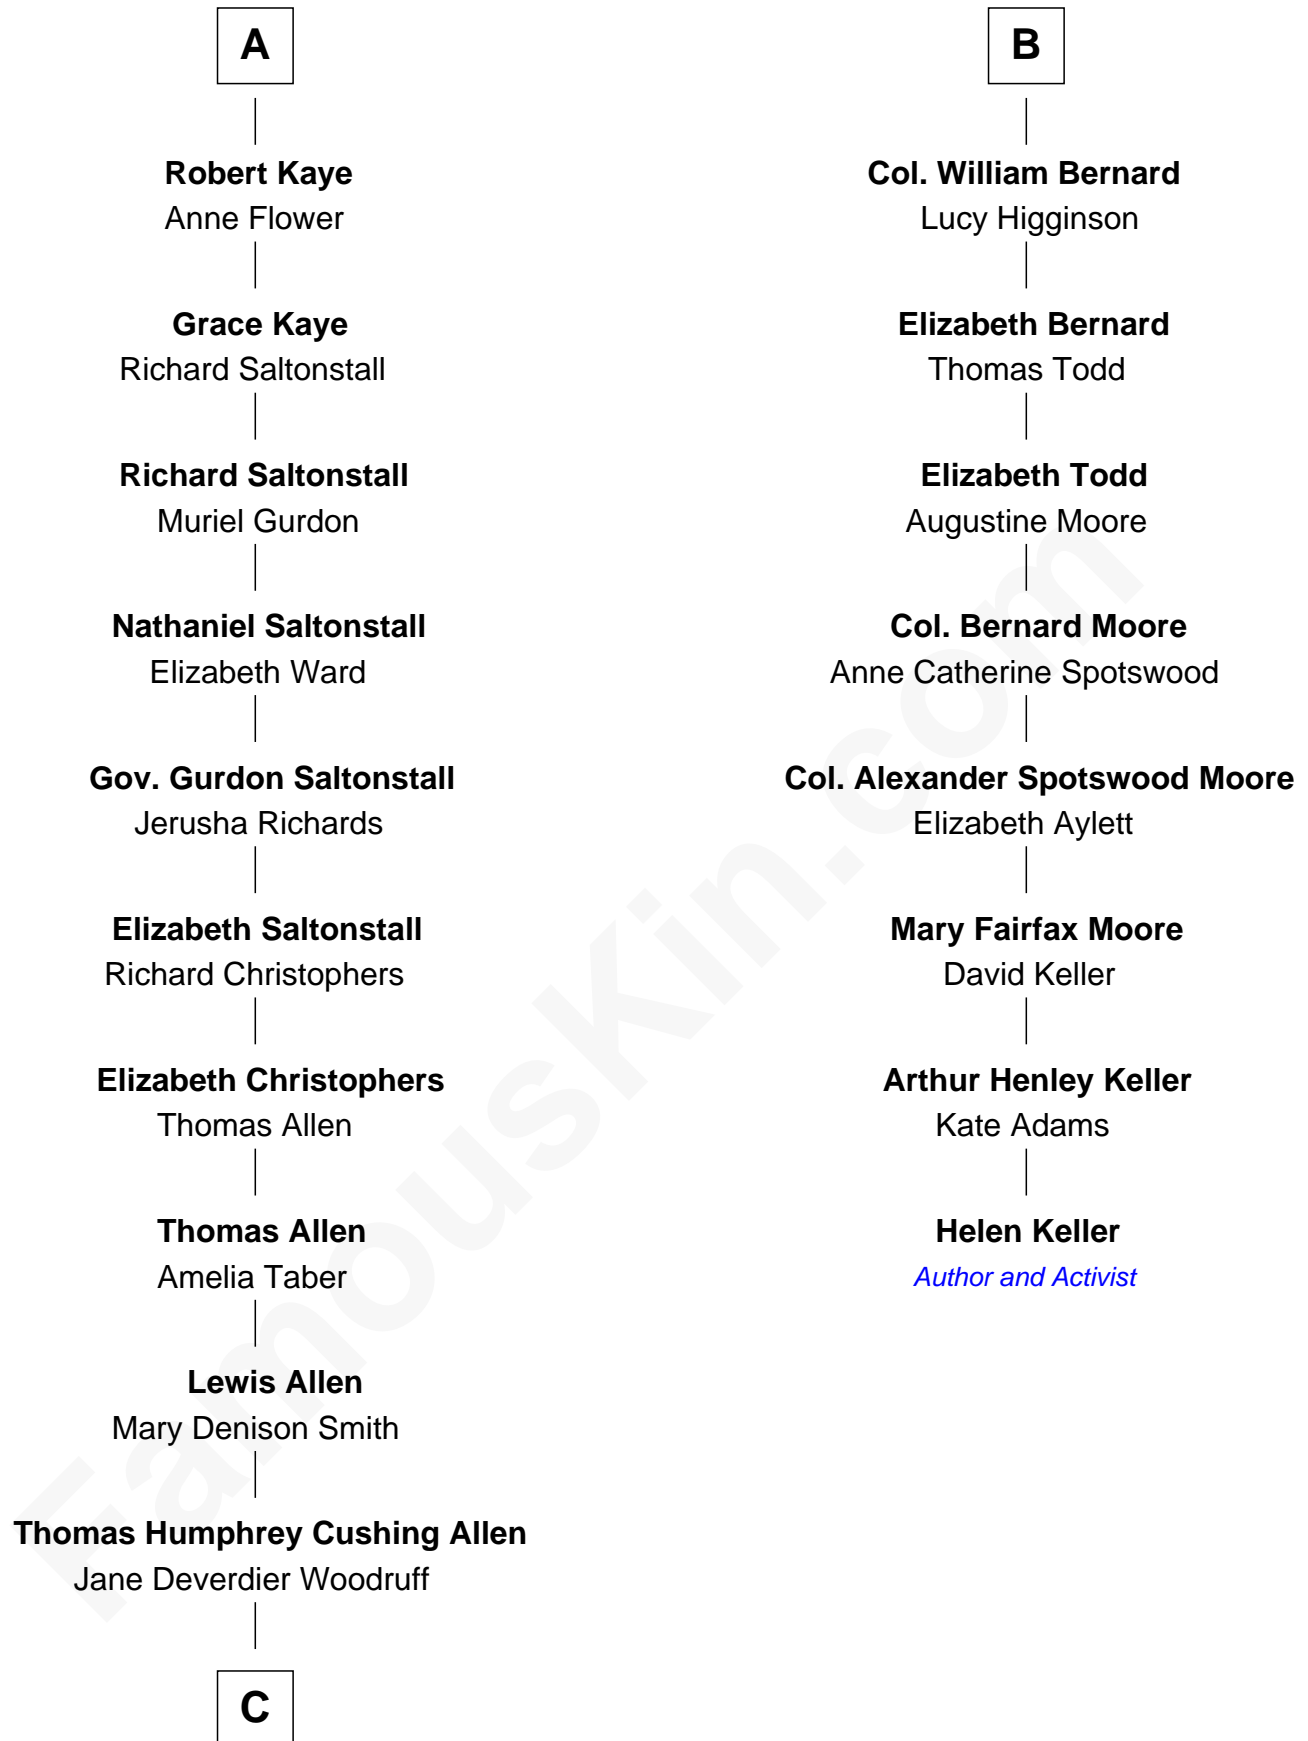 A
Robert Kaye
Anne Flower
Grace Kaye
Richard Saltonstall
Richard Saltonstall
Muriel Gurdon
Nathaniel Saltonstall
Elizabeth Ward
Gov. Gurdon Saltonstall
Jerusha Richards
Elizabeth Saltonstall
Richard Christophers
Elizabeth Christophers
Thomas Allen
Thomas Allen
Amelia Taber
Lewis Allen
Mary Denison Smith
Thomas Humphrey Cushing Allen
Jane Deverdier Woodruff
C
B
Col. William Bernard
Lucy Higginson
Elizabeth Bernard
Thomas Todd
Elizabeth Todd
Augustine Moore
Col. Bernard Moore
Anne Catherine Spotswood
Col. Alexander Spotswood Moore
Elizabeth Aylett
Mary Fairfax Moore
David Keller
Arthur Henley Keller
Kate Adams
Helen Keller
Author and Activist
FamousKin.com